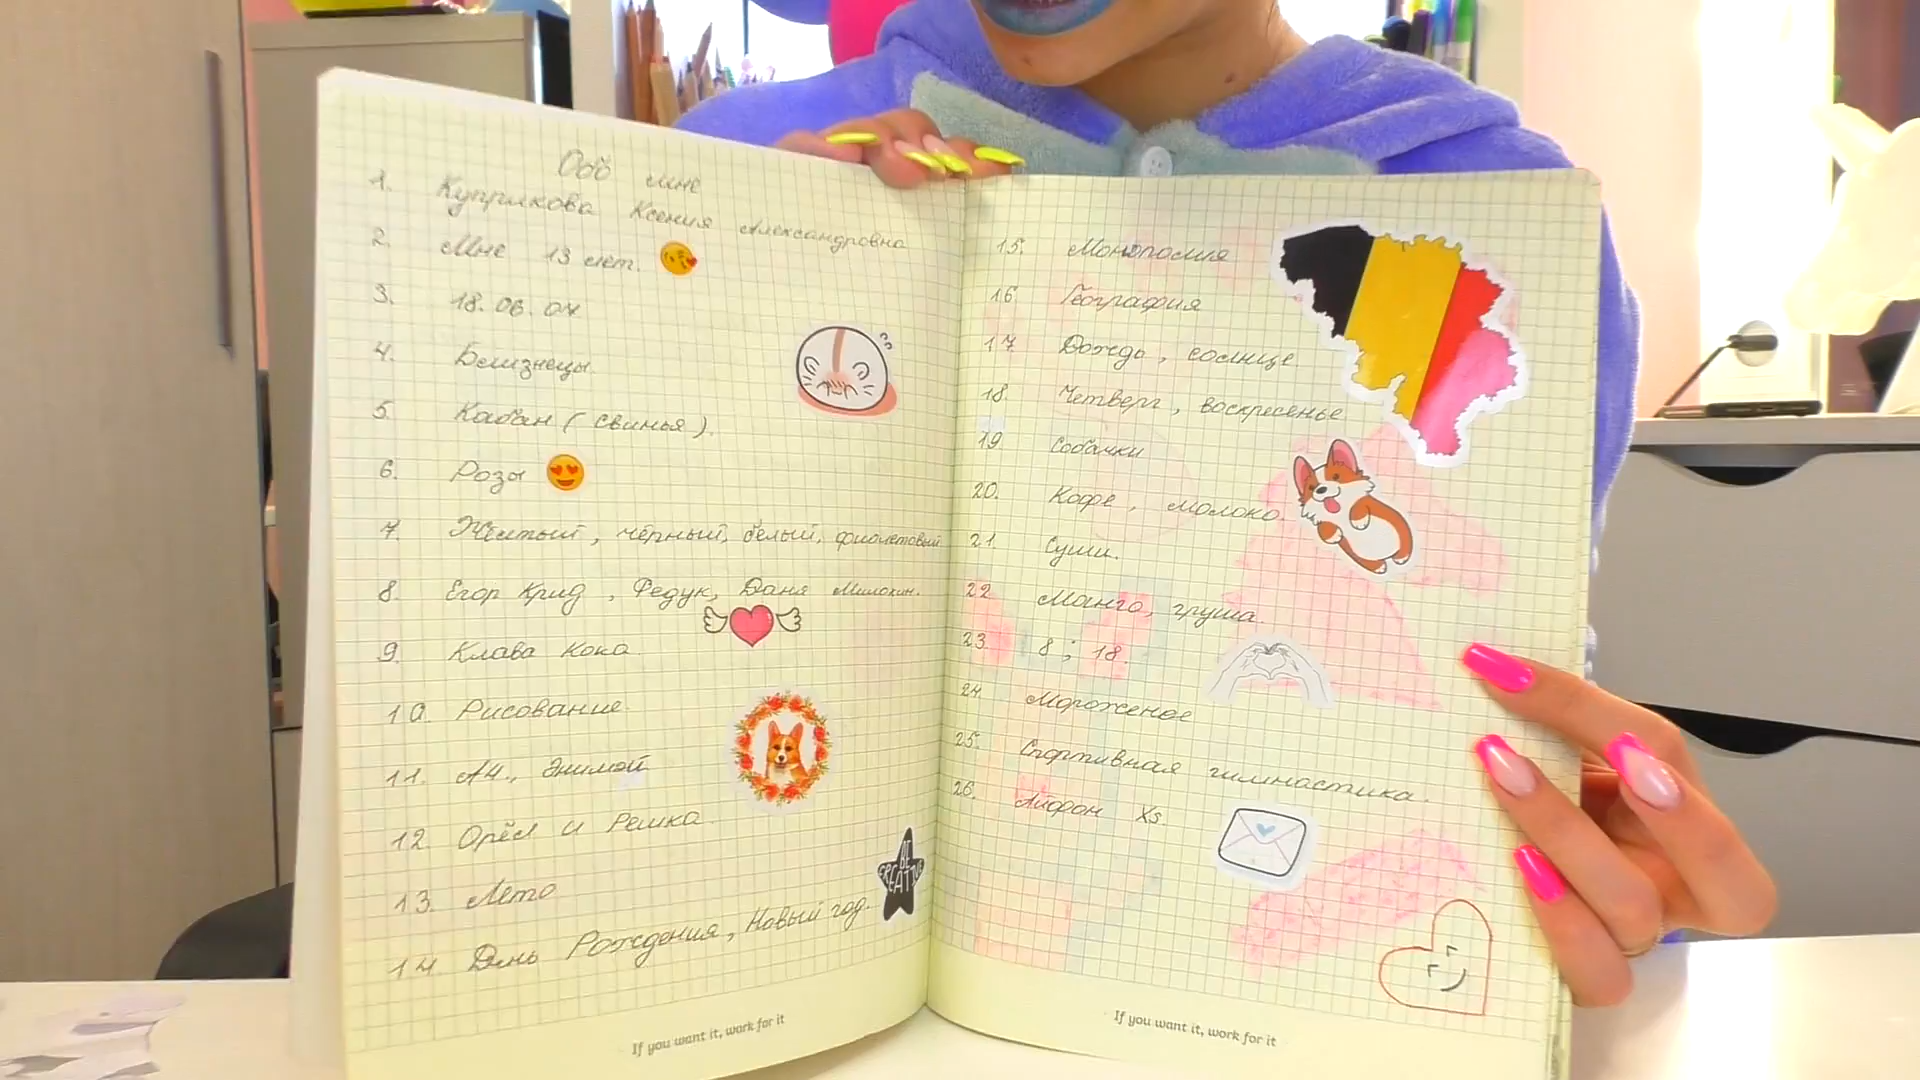 Обо мне
1. Куприкова Ксения Александровна
2. Мне 13 лет.
3. 18.06.07
4. Близнецы.
5. Кабан (свинья).
6. Розы
7. Жёлтый, чёрный, белый, фиолетовый
8. Егор Крид, Федук, Даня Милохин.
9. Клава Кока.
10. Рисование.
11. А4.,
12. Орёл и Решка.
13. Лето
14. День Рождения, Новый год.
BE CREATIVE
If you want it, work for it
15. Монополия
16. География
17. Дождь, солнце.
18. Четверг, воскресенье
19 Собачки
20. Кофе, молоко.
21. Суши.
22 Манго, груша.
23. 8; 18.
24. Мороженое
25. Спортивная гимнастика.
26. Айфон Xs.
If you want it, work for it